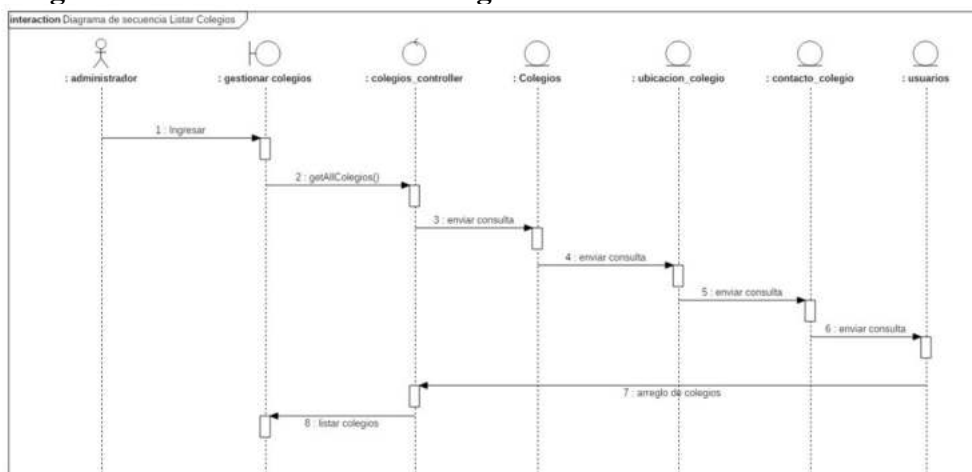 interaction Diagrama de secuencia Listar Colegios
: administrador
: gestionar colegios
: colegios_controller
: Colegios
: ubicacion_colegio
: contacto_colegio
: usuarios
1 : Ingresar
2 : getAllColegios()
3 : enviar consulta
4 : enviar consulta
5 : enviar consulta
6 : enviar consulta
7 : arreglo de colegios
8 : listar colegios